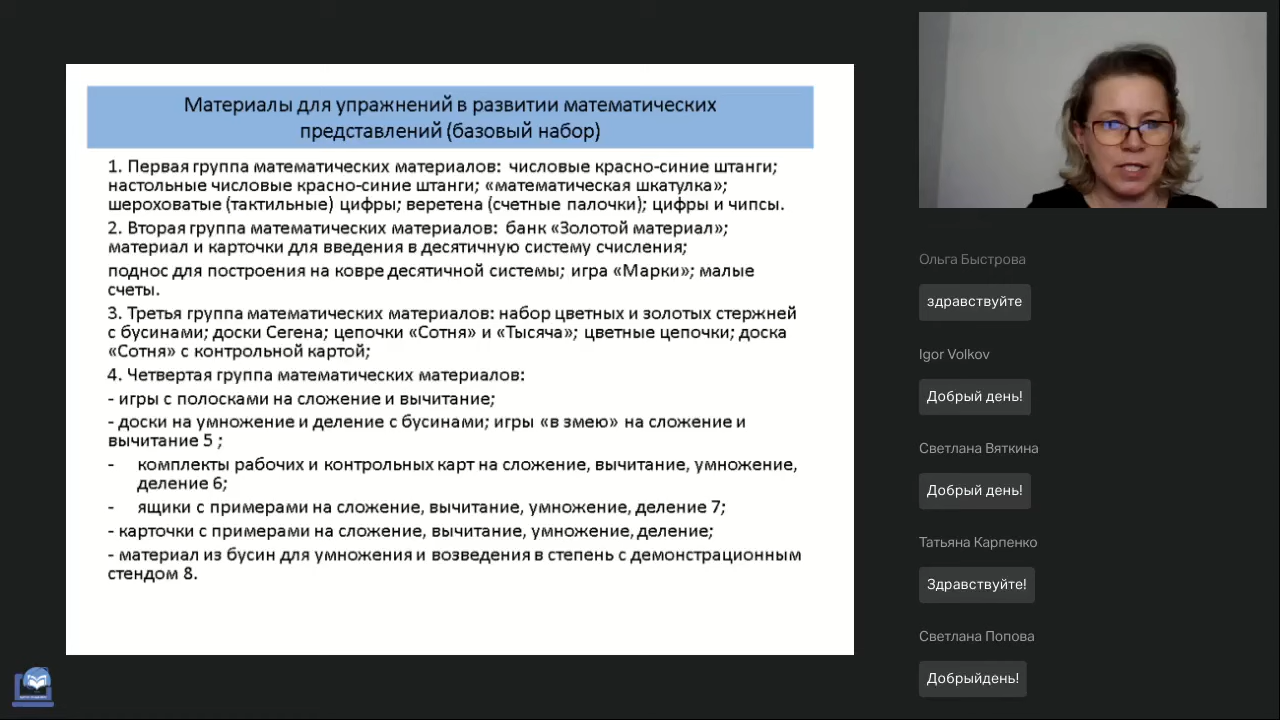 Материалы для упражнений в развитии математических
представлений (базовый набор)
1. Первая группа математических материалов: числовые красно-синие штанги;
настольные числовые красно-синие штанги; «математическая шкатулка»;
шероховатые (тактильные) цифры; веретена (счетные палочки); цифры и чипсы.
2. Вторая группа математических материалов: банк «Золотой материал»;
материал и карточки для введения в десятичную систему счисления;
поднос для построения на ковре десятичной системы; игра «Марки»; малые
счеты.
3. Третья группа математических материалов: набор цветных и золотых стержней
с бусинами; доски Сегена; цепочки «Сотня» и «Тысяча»; цветные цепочки; доска
«Сотня» с контрольной картой;
4. Четвертая группа математических материалов:
- игры с полосками на сложение и вычитание;
- доски на умножение и деление с бусинами; игры «в змею» на сложение и
вычитание 5 ;
- комплекты рабочих и контрольных карт на сложение, вычитание, умножение,
деление 6;
- ящики с примерами на сложение, вычитание, умножение, деление 7;
- карточки с примерами на сложение, вычитание, умножение, деление;
- материал из бусин для умножения и возведения в степень с демонстрационным
стендом 8.
Ольга Быстрова
здравствуйте
Igor Volkov
Добрый день!
Светлана Вяткина
Добрый день!
Татьяна Карпенко
Здравствуйте!
Светлана Попова
Добрыйдень!